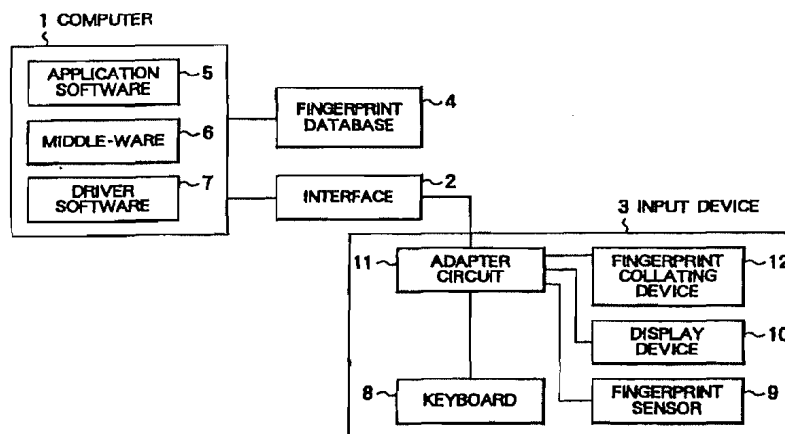 1 COMPUTER
APPLICATION
SOFTWARE
5
MIDDLE-WARE
6
DRIVER
SOFTWARE
7
FINGERPRINT
DATABASE
4
INTERFACE
2
3 INPUT DEVICE
11
ADAPTER
CIRCUIT
FINGERPRINT
COLLATING
DEVICE
12
DISPLAY
DEVICE
10
8
KEYBOARD
FINGERPRINT
SENSOR
9